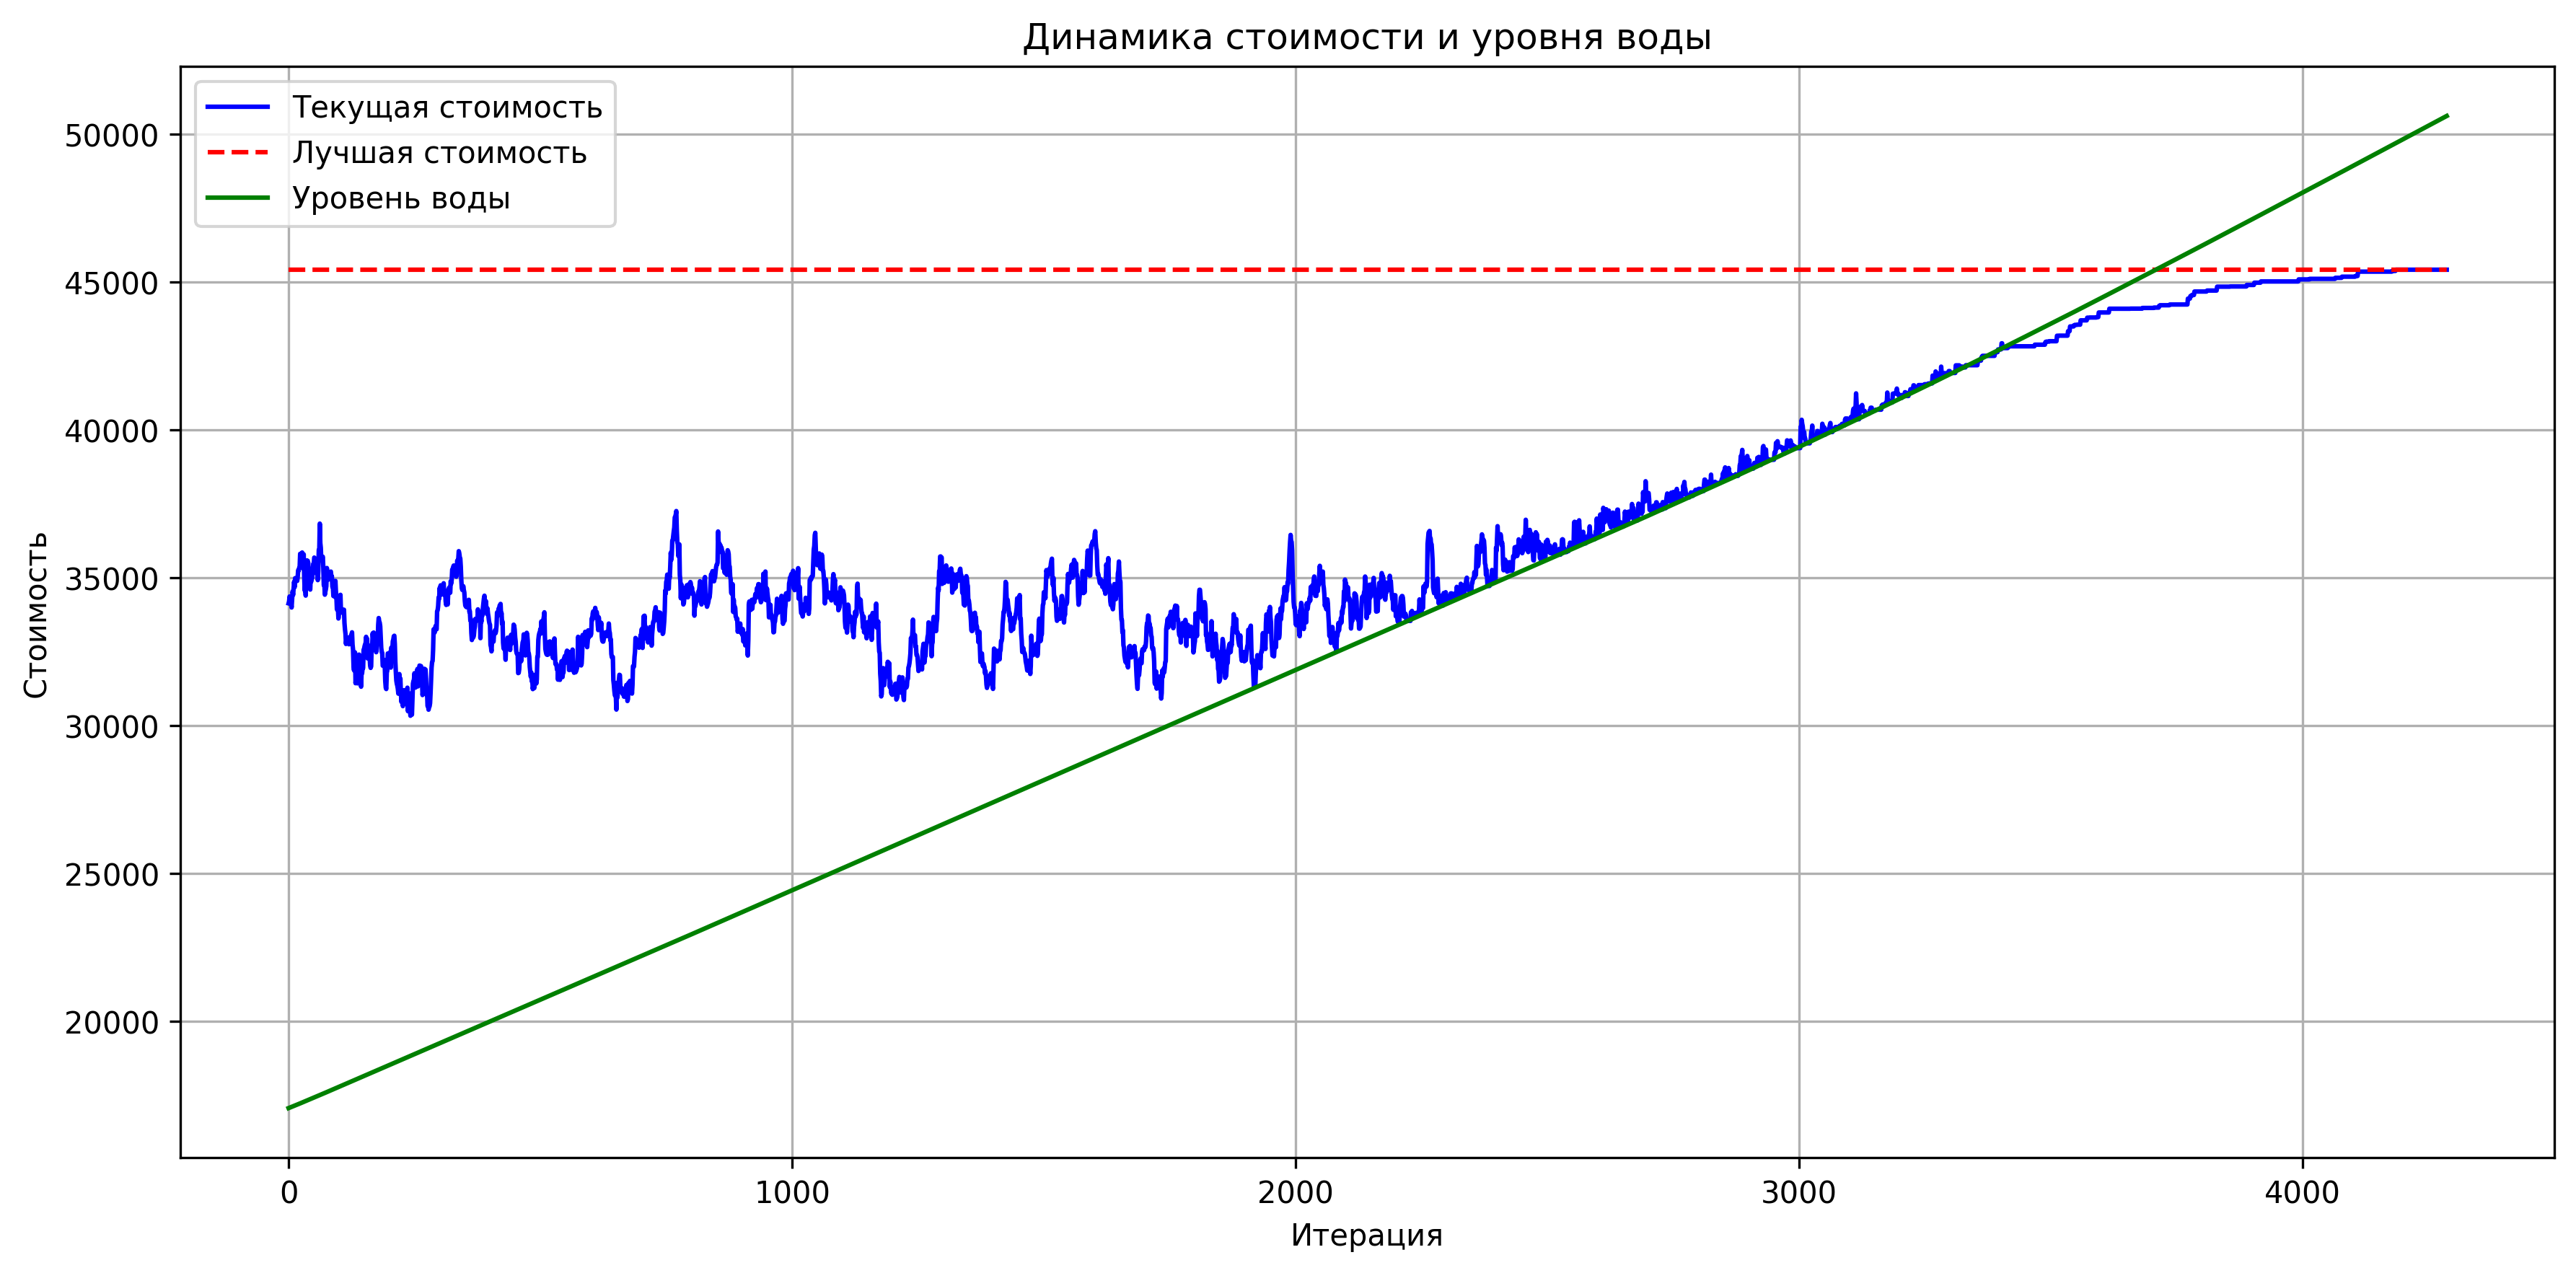 Динамика стоимости и уровня воды
Текущая стоимость
Лучшая стоимость
Уровень воды
50000
45000
40000
35000
30000
25000
20000
Стоимость
0 1000 2000 3000 4000
Итерация